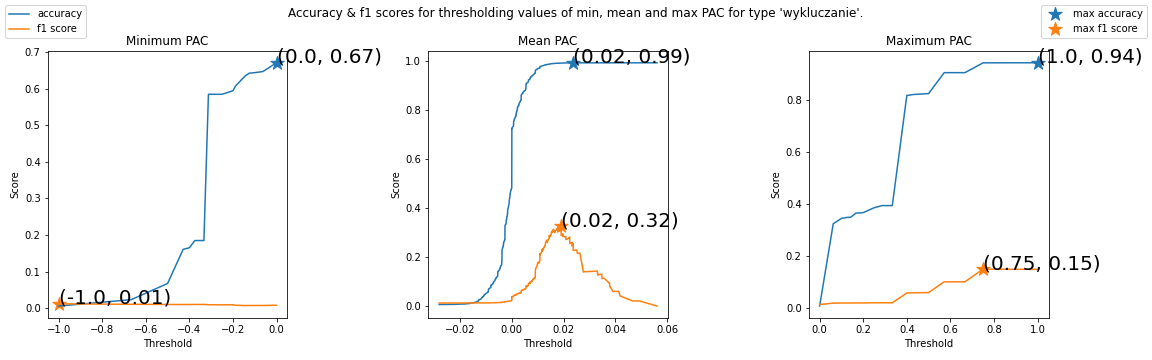 Accuracy & f1 scores for thresholding values of min, mean and max PAC for type 'wykluczanie'.
accuracy
f1 score
max accuracy
max f1 score
Minimum PAC
(0.0, 0.67)
(-1.0, 0.01)
0.7
0.6
0.5
0.4
0.3
0.2
0.1
0.0
Score
−1.0 −0.8 −0.6 −0.4 −0.2 0.0
Threshold
Mean PAC
(0.02, 0.99)
(0.02, 0.32)
1.0
0.8
0.6
0.4
0.2
0.0
Score
−0.02 0.00 0.02 0.04 0.06
Threshold
Maximum PAC
(1.0, 0.94)
(0.75, 0.15)
0.8
0.6
0.4
0.2
0.0
Score
0.0 0.2 0.4 0.6 0.8 1.0
Threshold